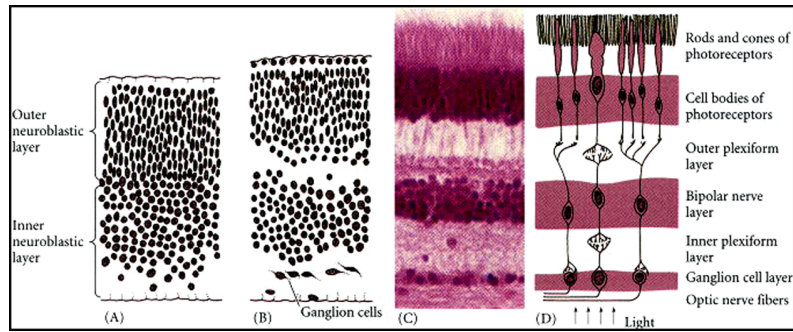 Outer
neuroblastic
layer
Inner
neuroblastic
layer
(A)
(B)
Ganglion cells
(C)
(D)
Light
Rods and cones of
photoreceptors
Cell bodies of
photoreceptors
Outer plexiform
layer
Bipolar nerve
layer
Inner plexiform
layer
Ganglion cell layer
Optic nerve fibers